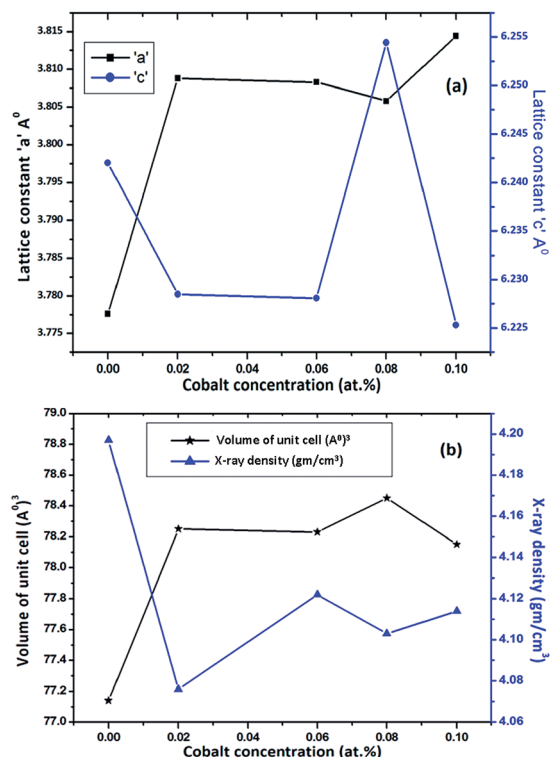 3.815
3.810
3.805
3.800
3.795
3.790
3.785
3.780
3.775
Lattice constant 'a' A⁰
'a'
'c'
(a)
6.255
6.250
6.245
6.240
6.235
6.230
6.225
Lattice constant 'c' A⁰
0.00 0.02 0.04 0.06 0.08 0.10
Cobalt concentration (at.%)
79.0
78.8
78.6
78.4
78.2
78.0
77.8
77.6
77.4
77.2
77.0
Volume of unit cell (A⁰)³
Volume of unit cell (A⁰)³
X-ray density (gm/cm³)
(b)
4.20
4.18
4.16
4.14
4.12
4.10
4.08
4.06
X-ray density (gm/cm³)
0.00 0.02 0.04 0.06 0.08 0.10
Cobalt concentration (at.%)